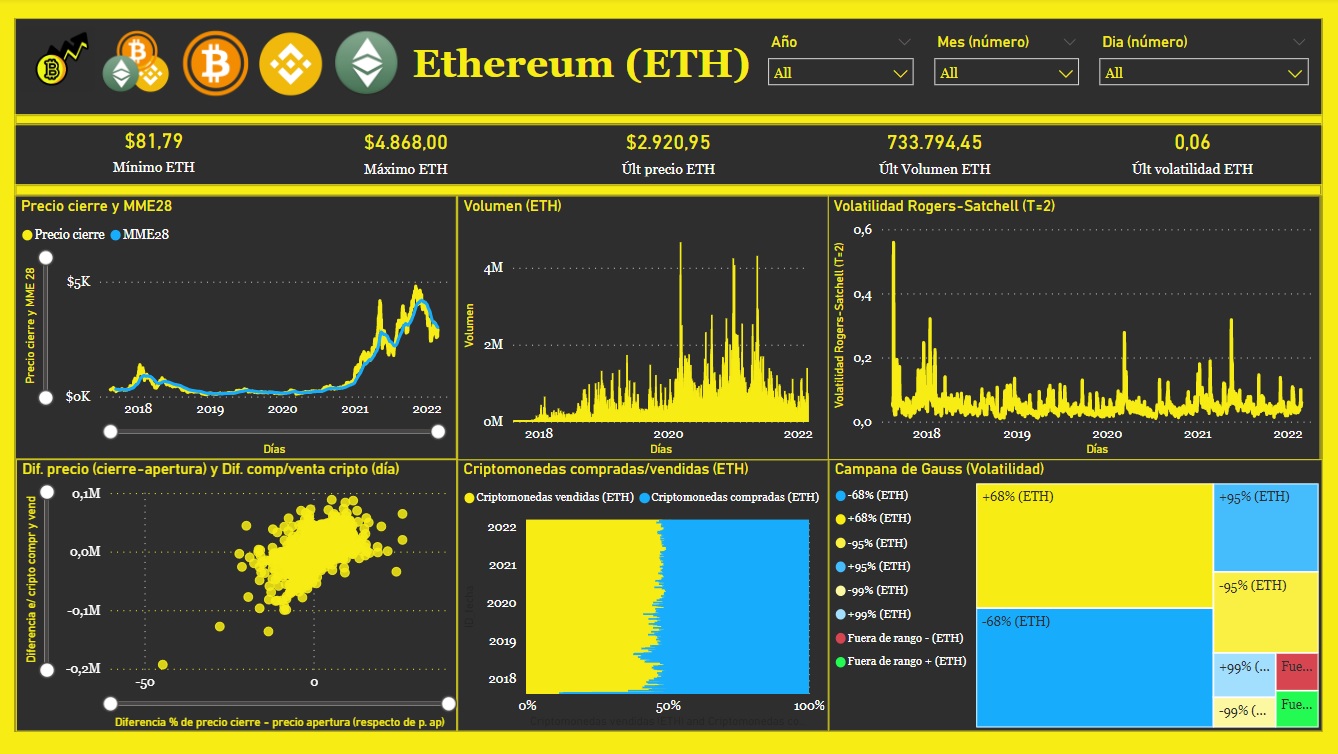 Ethereum (ETH)
Año
All
Mes (número)
All
Dia (número)
All
$81,79
Mínimo ETH
$4.868,00
Máximo ETH
$2.920,95
Últ precio ETH
733.794,45
Últ Volumen ETH
0,06
Últ volatilidad ETH
Precio cierre y MME28
Precio cierre MME28
Precio cierre y MME 28
$5K
$0K
2018 2019 2020 2021 2022
Días
Volumen (ETH)
Volumen
4M
2M
0M
2018 2020 2022
Días
Volatilidad Rogers-Satchell (T=2)
Volatilidad Rogers-Satchell (T=2)
0,6
0,4
0,2
0,0
2018 2019 2020 2021 2022
Días
Dif. precio (cierre-apertura) y Dif. comp/venta cripto (día)
Diferencia e/ cripto compr y vend
0,1M
0,0M
-0,1M
-0,2M
-50 0
Diferencia % de precio cierre - precio apertura (respecto de p. ap)
Criptomonedas compradas/vendidas (ETH)
Criptomonedas vendidas (ETH) Criptomonedas compradas (ETH)
2022
2021
2020
2019
2018
0% 50% 100%
Criptomonedas vendidas (ETH) and Criptomonedas co
Campana de Gauss (Volatilidad)
-68% (ETH)
+68% (ETH)
-95% (ETH)
+95% (ETH)
-99% (ETH)
+99% (ETH)
Fuera de rango - (ETH)
Fuera de rango + (ETH)
+68% (ETH)
-68% (ETH)
+95% (ETH)
-95% (ETH)
+99% (...
-99% (...
Fue...
Fue...